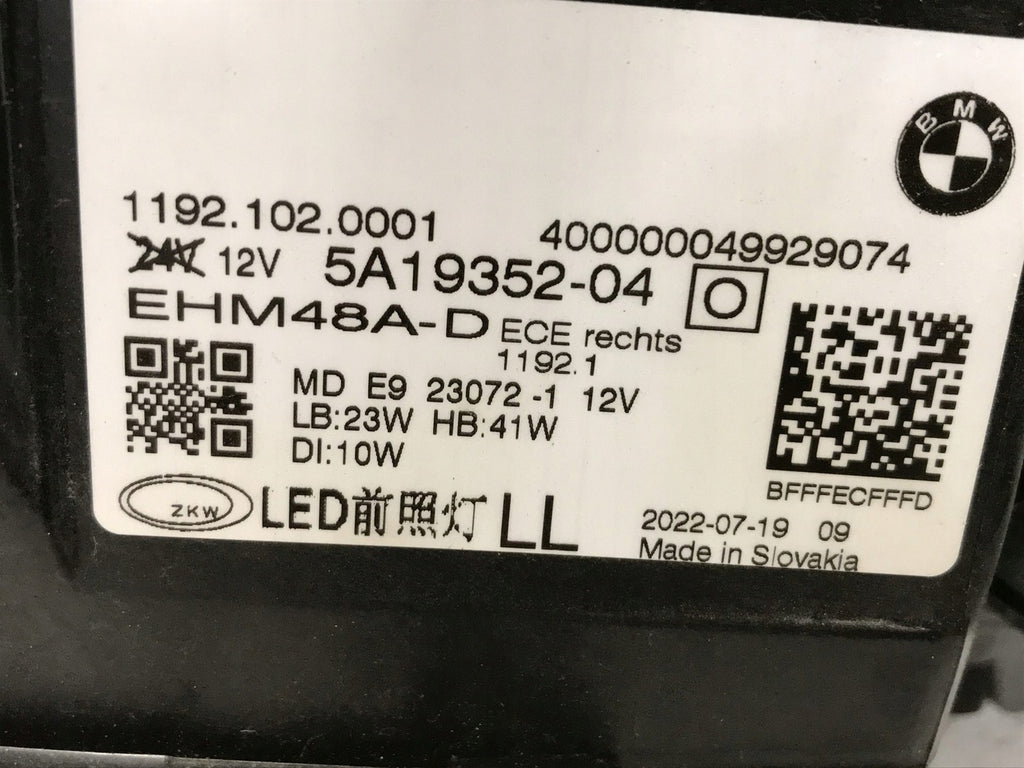 BMW
1192.102.0001
400000049929074
24V 12V 5A19352-04
EHM48A-D ECE rechts
1192.1
MD E9 23072 -1 12V
LB:23W HB:41W
DI:10W
BFFFECFFFD
ZKW LED前照灯 LL
2022-07-19 09
Made in Slovakia